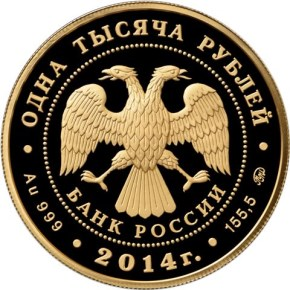 ОДНА ТЫСЯЧА РУБЛЕЙ
Au 999
БАНК РОССИИ
155,5
• 2014 г. •